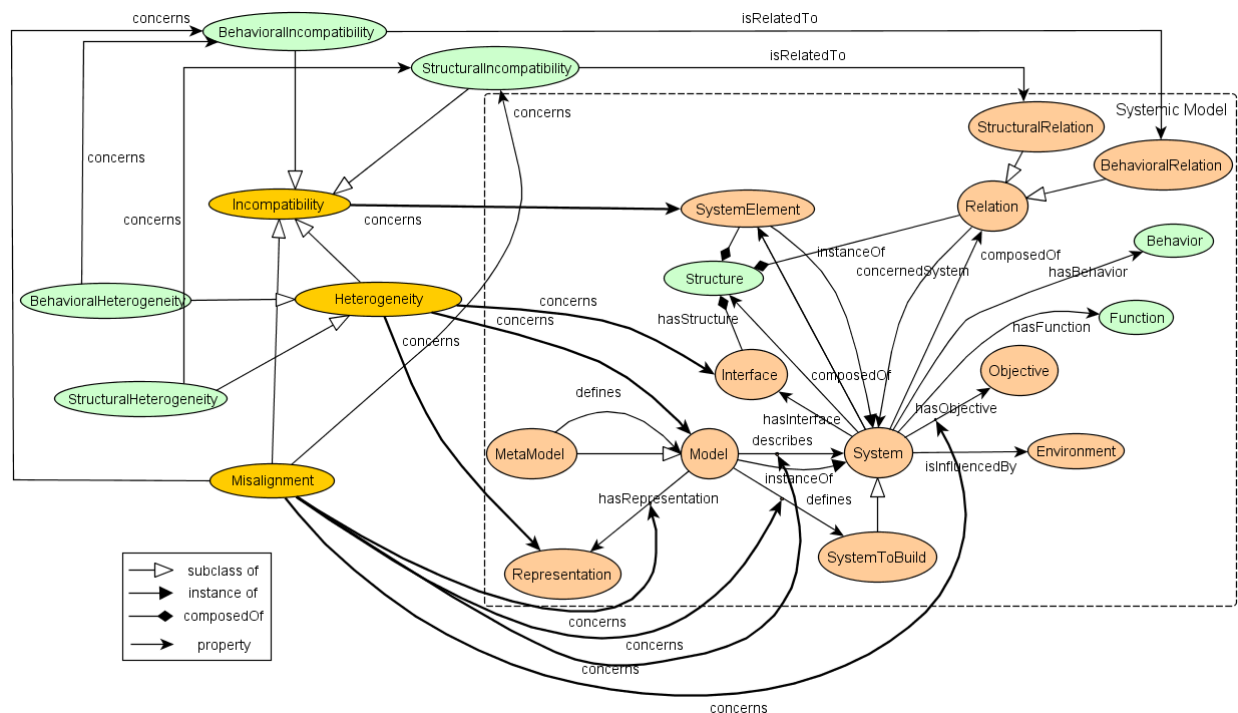 concerns
BehavioralIncompatibility
isRelatedTo
StructuralIncompatibility
isRelatedTo
concerns
Systemic Model
StructuralRelation
concerns
BehavioralRelation
Incompatibility
concerns
SystemElement
Relation
concerns
instanceOf
composedOf
Behavior
concernedSystem
hasBehavior
Structure
BehavioralHeterogeneity
Heterogeneity
concerns
concerns
hasStructure
hasFunction
Function
concerns
Interface
composedOf
Objective
StructuralHeterogeneity
defines
hasInterface
hasObjective
describes
MetaModel
Model
System
Environment
isInfluencedBy
Misalignment
instanceOf
hasRepresentation
defines
SystemToBuild
Representation
subclass of
instance of
composedOf
property
concerns
concerns
concerns
concerns